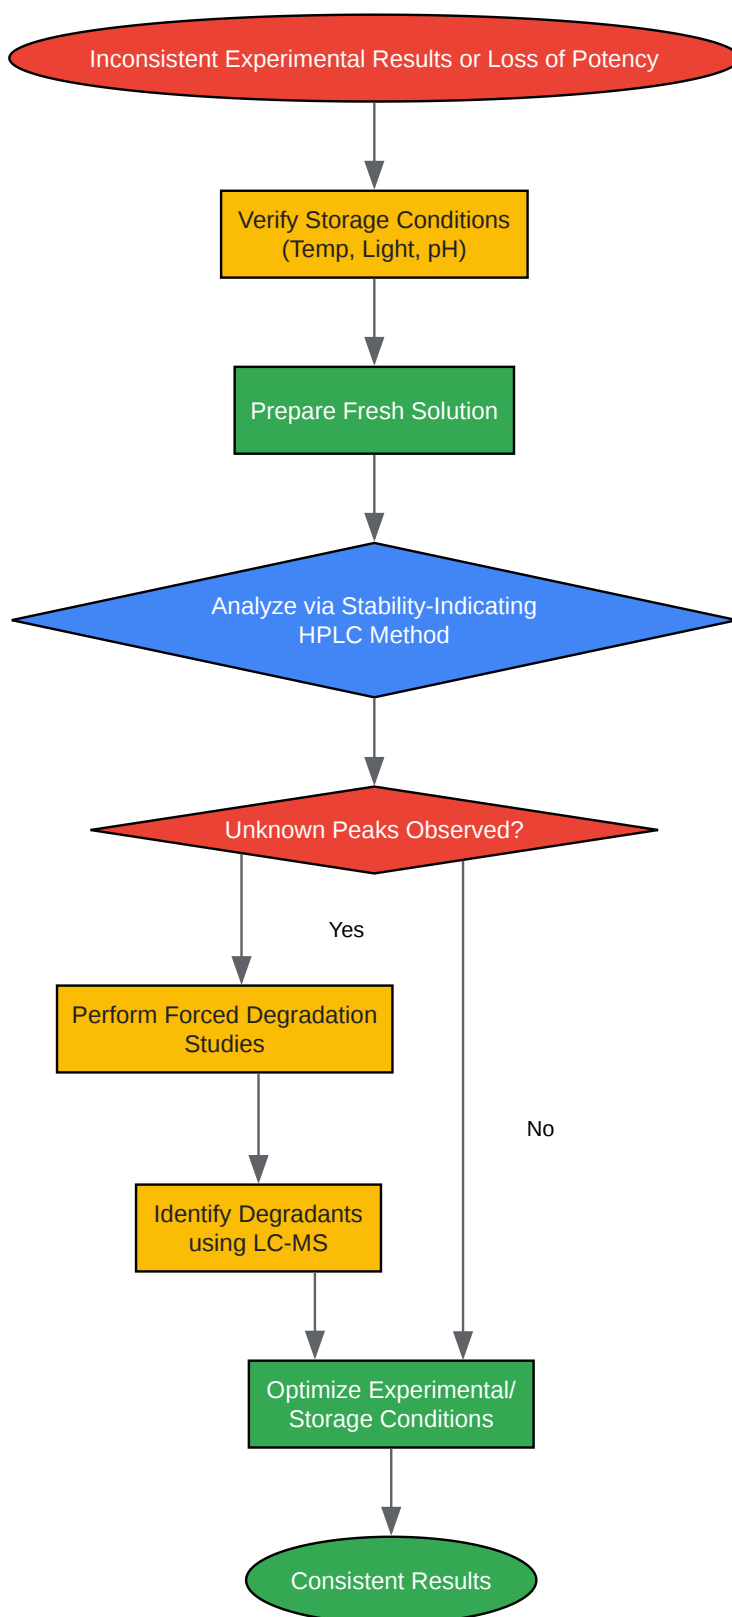 Inconsistent Experimental Results or Loss of Potency
Verify Storage Conditions
(Temp, Light, pH)
Prepare Fresh Solution
Analyze via Stability-Indicating
HPLC Method
Unknown Peaks Observed?
Yes
Perform Forced Degradation
Studies
No
Identify Degradants
using LC-MS
Optimize Experimental/
Storage Conditions
Consistent Results